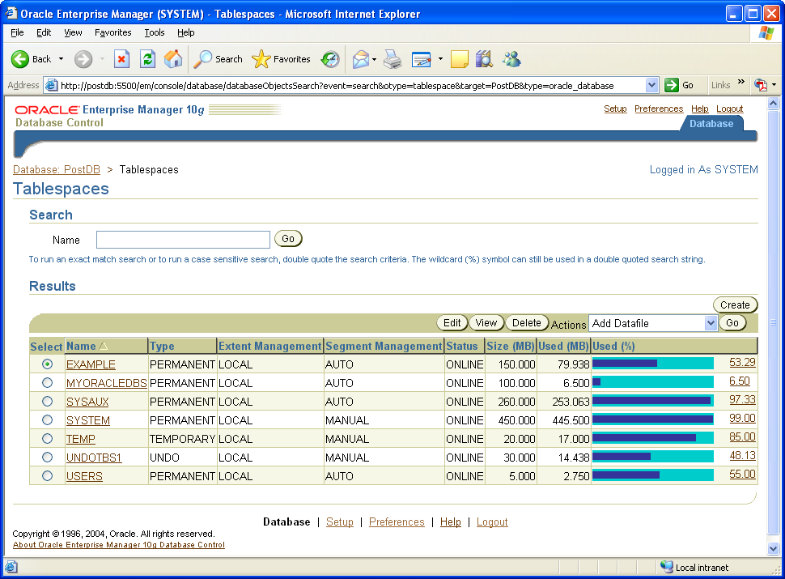 Oracle Enterprise Manager (SYSTEM) - Tablespaces - Microsoft Internet Explorer
File Edit View Favorites Tools Help
Back Search Favorites
Address http://postdb:5500/em/console/database/databaseObjectsSearch?event=search&otype=tablespace&target=PostDB&type=oracle_database Go Links »
ORACLE Enterprise Manager 10g
Setup Preferences Help Logout
Database Control
Database
Database: PostDB > Tablespaces
Logged in As SYSTEM
Tablespaces
Search
Name Go
To run an exact match search or to run a case sensitive search, double quote the search criteria. The wildcard (%) symbol can still be used in a double quoted search string.
Results
Create
Edit View Delete Actions Add Datafile Go
Select Name Type Extent Management Segment Management Status Size (MB) Used (MB) Used (%)
EXAMPLE PERMANENT LOCAL AUTO ONLINE 150.000 79.938 53.29
MYORACLEDBS PERMANENT LOCAL AUTO ONLINE 100.000 6.500 6.50
SYSAUX PERMANENT LOCAL AUTO ONLINE 260.000 253.063 97.33
SYSTEM PERMANENT LOCAL MANUAL ONLINE 450.000 445.500 99.00
TEMP TEMPORARY LOCAL MANUAL ONLINE 20.000 17.000 85.00
UNDOTBS1 UNDO LOCAL MANUAL ONLINE 30.000 14.438 48.13
USERS PERMANENT LOCAL AUTO ONLINE 5.000 2.750 55.00
Database | Setup | Preferences | Help | Logout
Copyright © 1996, 2004, Oracle. All rights reserved.
About Oracle Enterprise Manager 10g Database Control
Local intranet